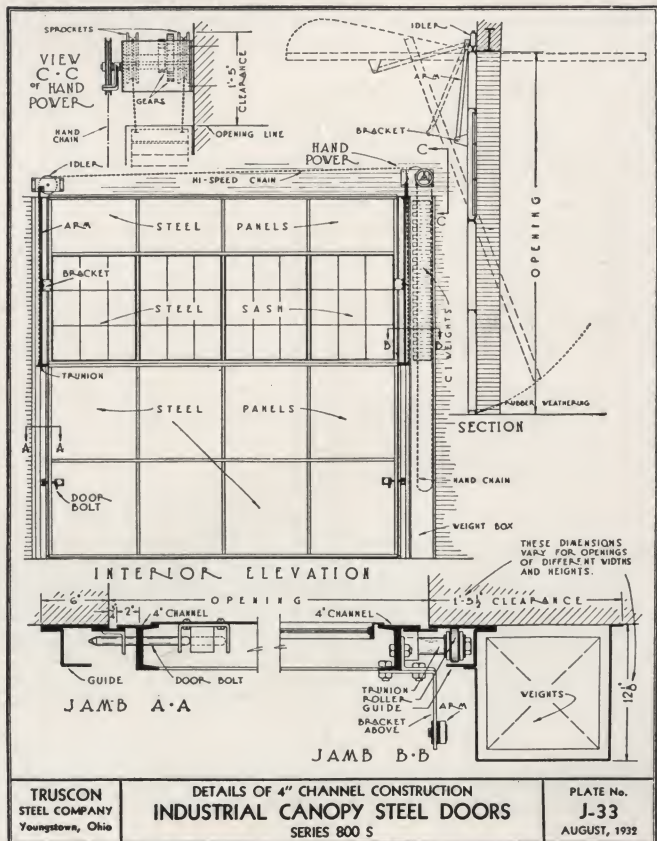 SPROCKETS
VIEW
C·C
OF HAND
POWER
GEARS
1'-5"
CLEARANCE
HAND
CHAIN
OPENING LINE
IDLER
HAND
POWER
HI-SPEED CHAIN
A
IDLER
ARM
BRACKET
C
C
OPENING
RUBBER WEATHERING
SECTION
ARM
STEEL PANELS
BRACKET
STEEL SASH
B B
C I WEIGHTS
TRUNION
STEEL PANELS
A A
DOOR
BOLT
HAND CHAIN
WEIGHT BOX
INTERIOR ELEVATION
THESE DIMENSIONS
VARY FOR OPENINGS
OF DIFFERENT WIDTHS
AND HEIGHTS.
6" OPENING 1'-5½" CLEARANCE
2"
4" CHANNEL
4" CHANNEL
GUIDE
DOOR BOLT
TRUNION
ROLLER
GUIDE
BRACKET
ABOVE
ARM
WEIGHTS
JAMB A·A
JAMB B·B
TRUSCON
STEEL COMPANY
Youngstown, Ohio
DETAILS OF 4" CHANNEL CONSTRUCTION
INDUSTRIAL CANOPY STEEL DOORS
SERIES 800 S
PLATE No.
J-33
AUGUST, 1932